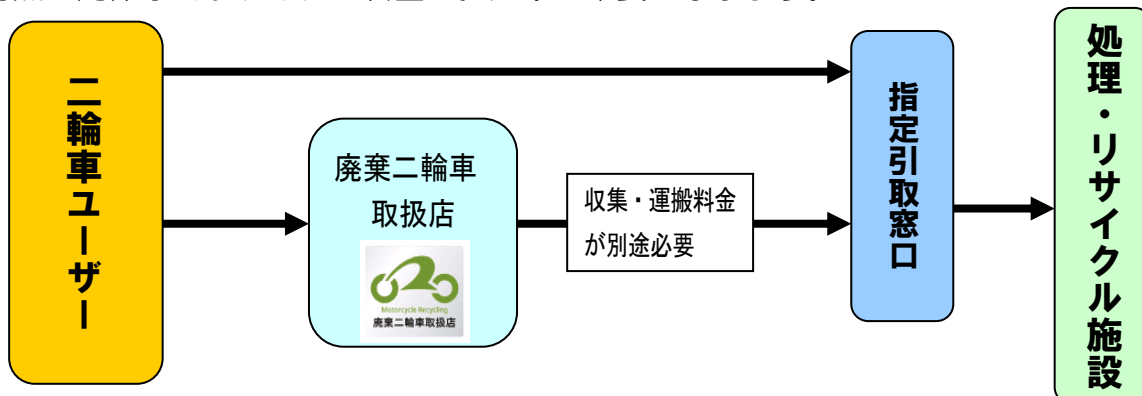 二輪車ユーザー
廃棄二輪車
取扱店
Motorcycle Recycling
廃棄二輪車取扱店
収集・運搬料金
が別途必要
指定引取窓口
処理・リサイクル施設